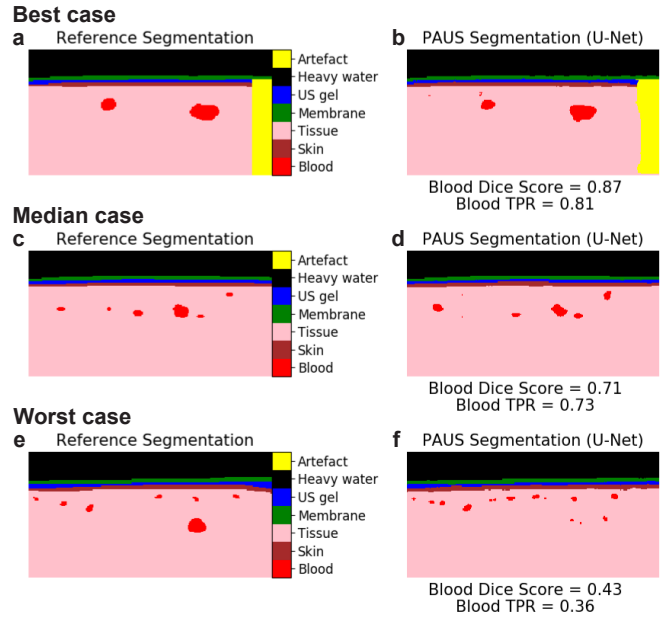 Best case
a Reference Segmentation
Artefact
Heavy water
US gel
Membrane
Tissue
Skin
Blood
b PAUS Segmentation (U-Net)
Blood Dice Score = 0.87
Blood TPR = 0.81
Median case
c Reference Segmentation
Artefact
Heavy water
US gel
Membrane
Tissue
Skin
Blood
d PAUS Segmentation (U-Net)
Blood Dice Score = 0.71
Blood TPR = 0.73
Worst case
e Reference Segmentation
Artefact
Heavy water
US gel
Membrane
Tissue
Skin
Blood
f PAUS Segmentation (U-Net)
Blood Dice Score = 0.43
Blood TPR = 0.36